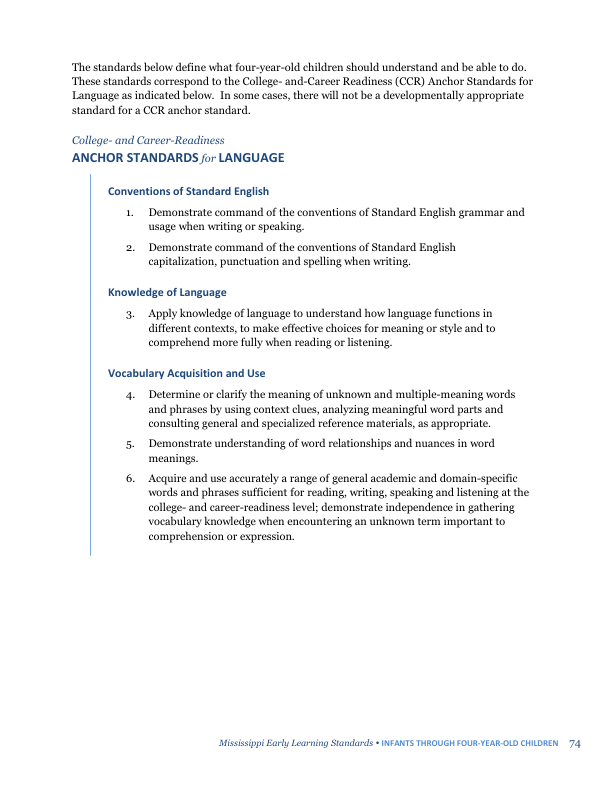 The standards below define what four-year-old children should understand and be able to do.
These standards correspond to the College- and-Career Readiness (CCR) Anchor Standards for
Language as indicated below.  In some cases, there will not be a developmentally appropriate
standard for a CCR anchor standard.
College- and Career-Readiness
ANCHOR STANDARDS for LANGUAGE
Conventions of Standard English
1. Demonstrate command of the conventions of Standard English grammar and
usage when writing or speaking.
2. Demonstrate command of the conventions of Standard English
capitalization, punctuation and spelling when writing.
Knowledge of Language
3. Apply knowledge of language to understand how language functions in
different contexts, to make effective choices for meaning or style and to
comprehend more fully when reading or listening.
Vocabulary Acquisition and Use
4. Determine or clarify the meaning of unknown and multiple-meaning words
and phrases by using context clues, analyzing meaningful word parts and
consulting general and specialized reference materials, as appropriate.
5. Demonstrate understanding of word relationships and nuances in word
meanings.
6. Acquire and use accurately a range of general academic and domain-specific
words and phrases sufficient for reading, writing, speaking and listening at the
college- and career-readiness level; demonstrate independence in gathering
vocabulary knowledge when encountering an unknown term important to
comprehension or expression.
Mississippi Early Learning Standards • INFANTS THROUGH FOUR-YEAR-OLD CHILDREN 74